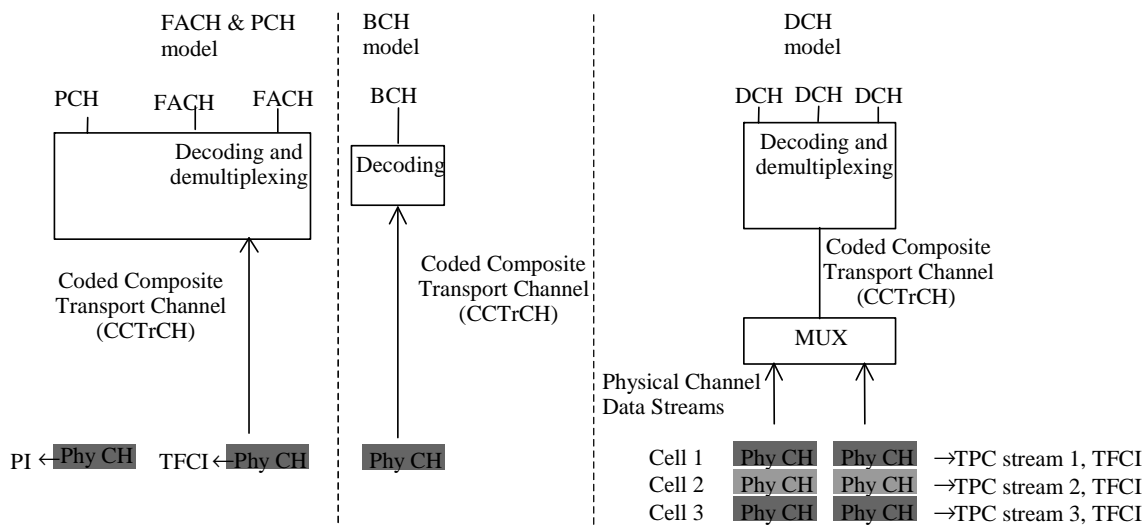 FACH & PCH
model
PCH
FACH
FACH
Decoding and
demultiplexing
Coded Composite
Transport Channel
(CCTrCH)
PI ←Phy CH
TFCI←Phy CH
BCH
model
BCH
Decoding
Coded Composite
Transport Channel
(CCTrCH)
Phy CH
DCH
model
DCH DCH DCH
Decoding and
demultiplexing
Coded Composite
Transport Channel
(CCTrCH)
MUX
Physical Channel
Data Streams
Cell 1 Phy CH Phy CH →TPC stream 1, TFCI
Cell 2 Phy CH Phy CH →TPC stream 2, TFCI
Cell 3 Phy CH Phy CH →TPC stream 3, TFCI